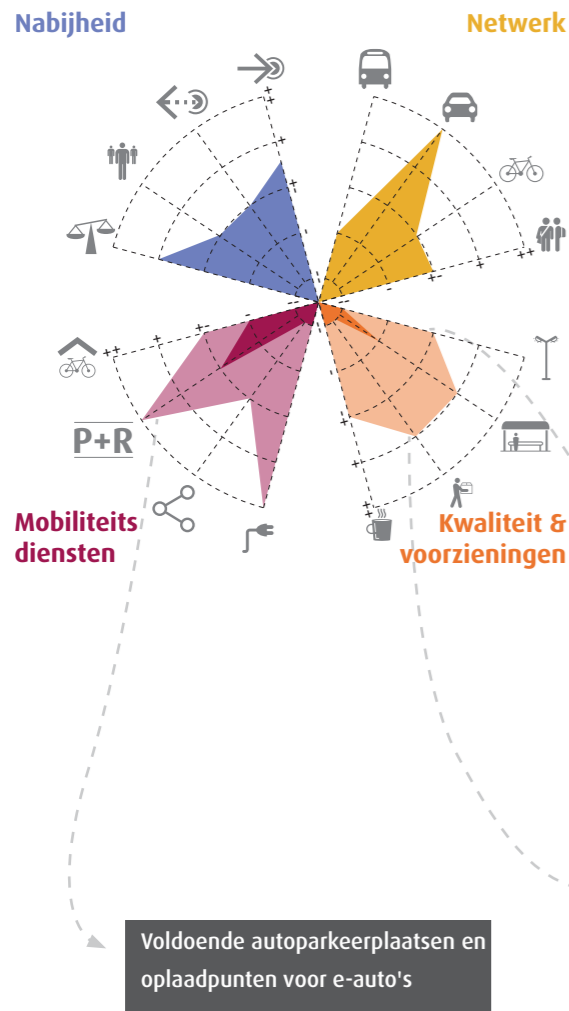 Nabijheid
Netwerk
++
++
+
+
-
-
--
--
-
-
+
+
++
++
P+R
Mobiliteits
diensten
Kwaliteit &
voorzieningen
Voldoende autoparkeerplaatsen en
oplaadpunten voor e-auto's